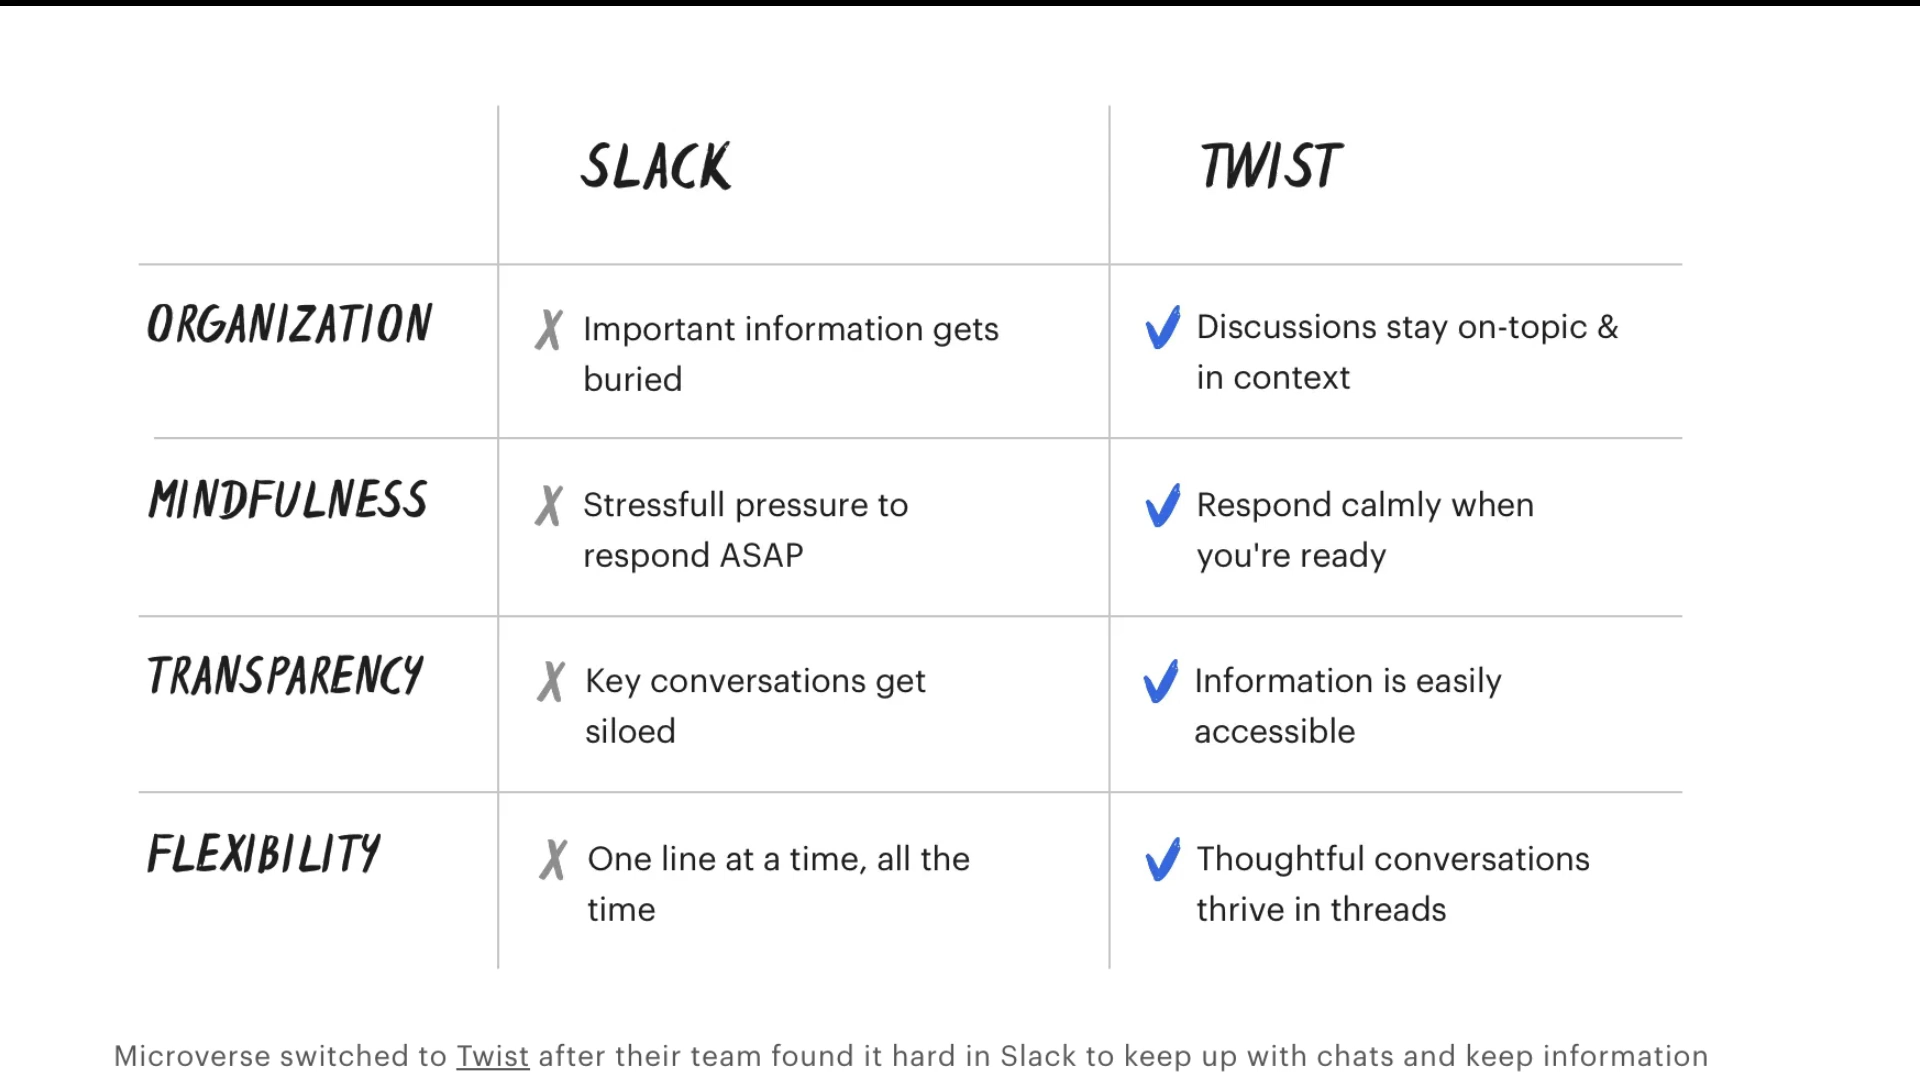 SLACK TWIST
ORGANIZATION
Important information gets
buried
Discussions stay on-topic &
in context
MINDFULNESS
Stressfull pressure to
respond ASAP
Respond calmly when
you're ready
TRANSPARENCY
Key conversations get
siloed
Information is easily
accessible
FLEXIBILITY
One line at a time, all the
time
Thoughtful conversations
thrive in threads
Microverse switched to Twist after their team found it hard in Slack to keep up with chats and keep information